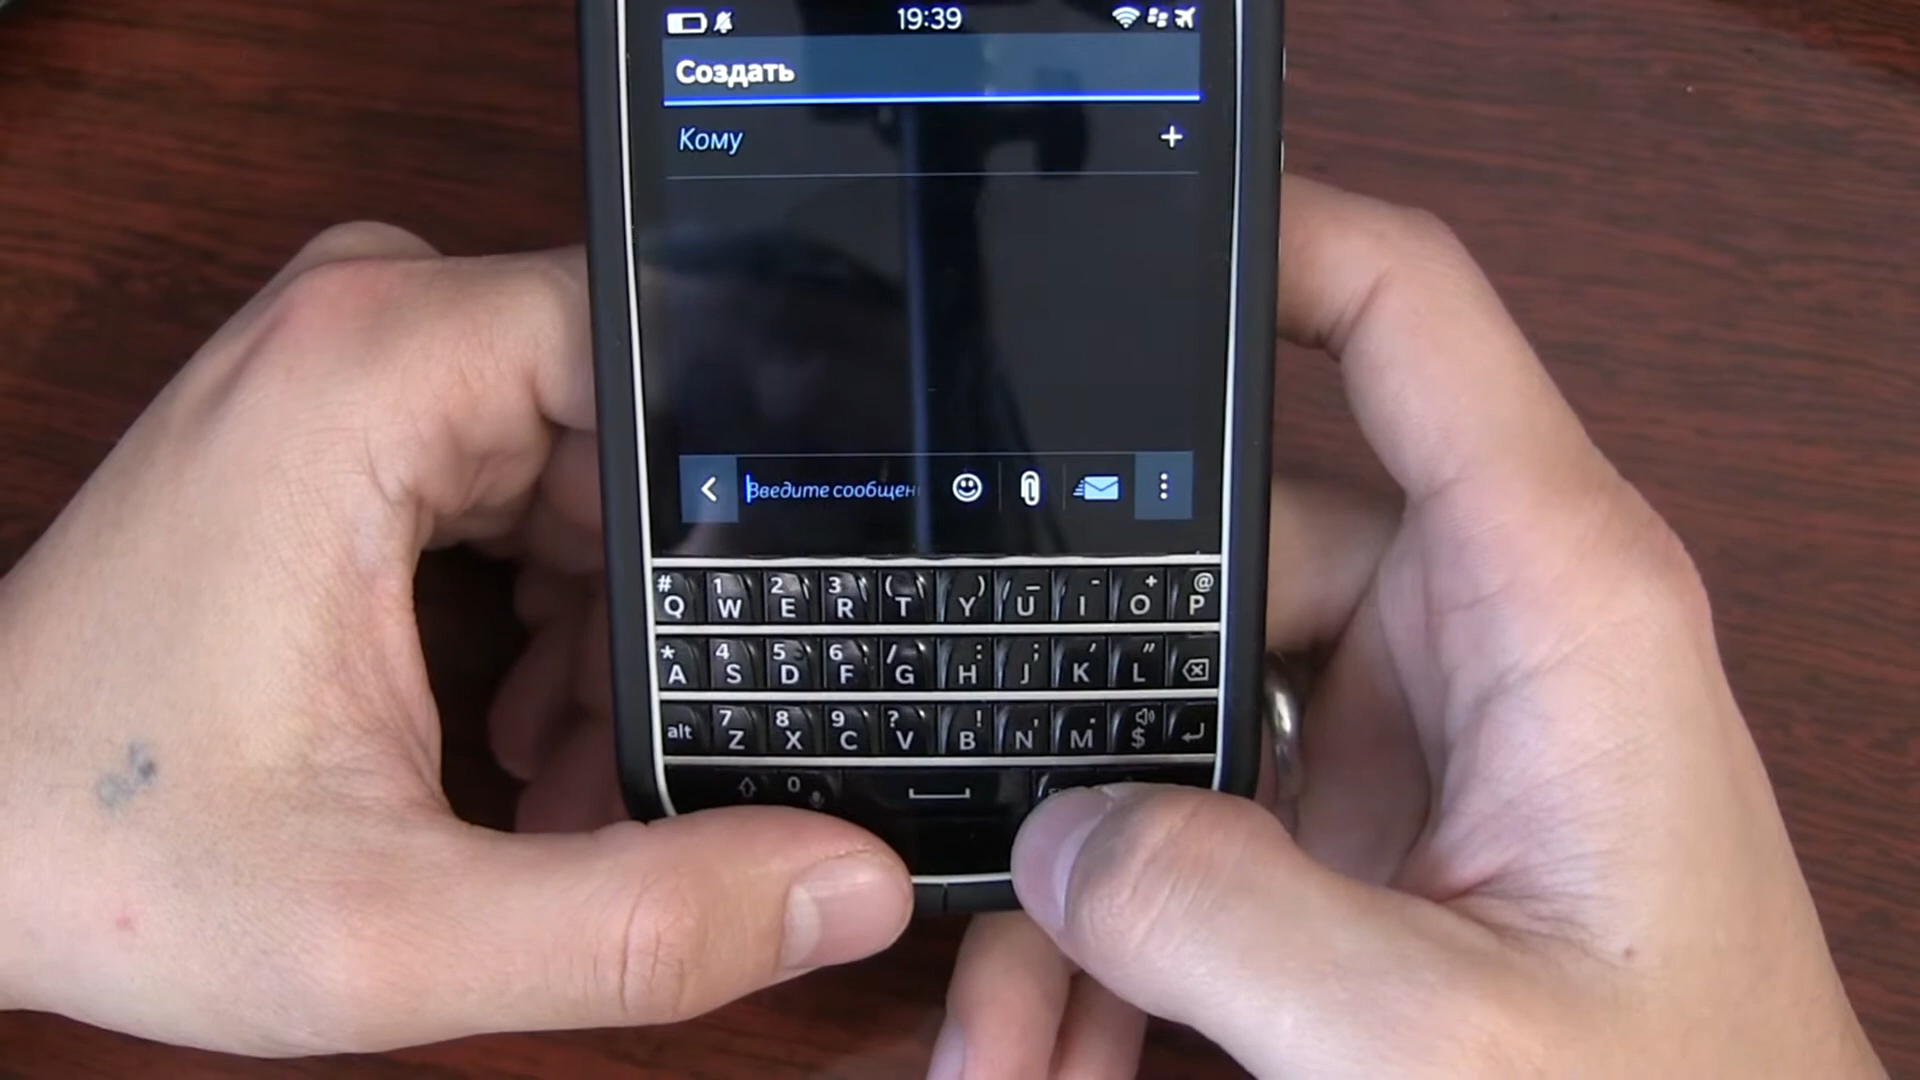 19:39
Создать
Кому +
Введите сообщен
# 1 2 3 ( ) _ - + @
Q W E R T Y U I O P
* 4 5 6 / : ; ' "
A S D F G H J K L
7 8 9 ? ! , .
alt Z X C V B N M $
0